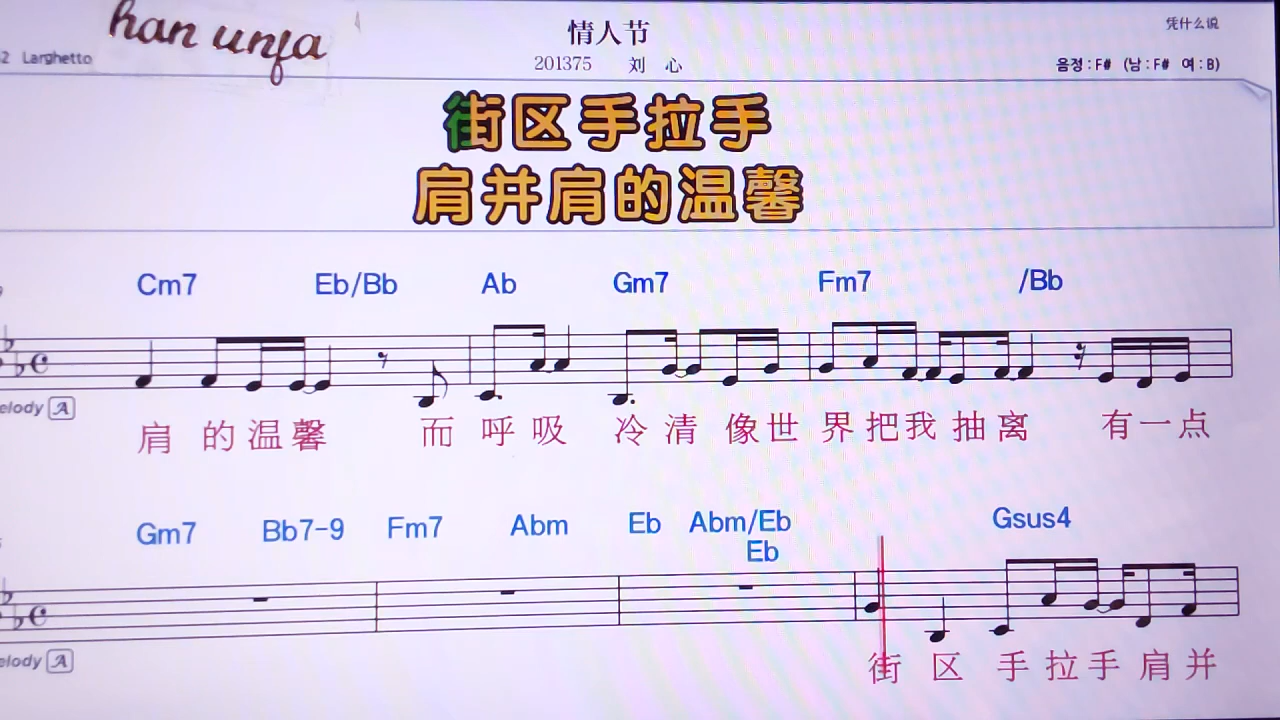 han unja
情人节
凭什么说
2 Larghetto
201375 刘 心
음정:F# (남:F# 여:B)
街区手拉手
肩并肩的温馨
Cm7 Eb/Bb Ab Gm7 Fm7 /Bb
elody A
肩 的温馨 而 呼 吸 冷 清 像世 界 把我 抽离 有一点
Gm7 Bb7-9 Fm7 Abm Eb Abm/Eb Gsus4
Eb
elody A
街 区 手 拉手 肩 并